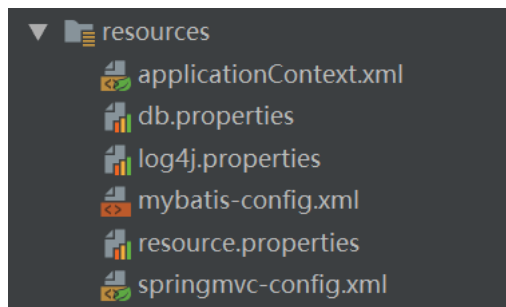 resources
applicationContext.xml
db.properties
log4j.properties
mybatis-config.xml
resource.properties
springmvc-config.xml